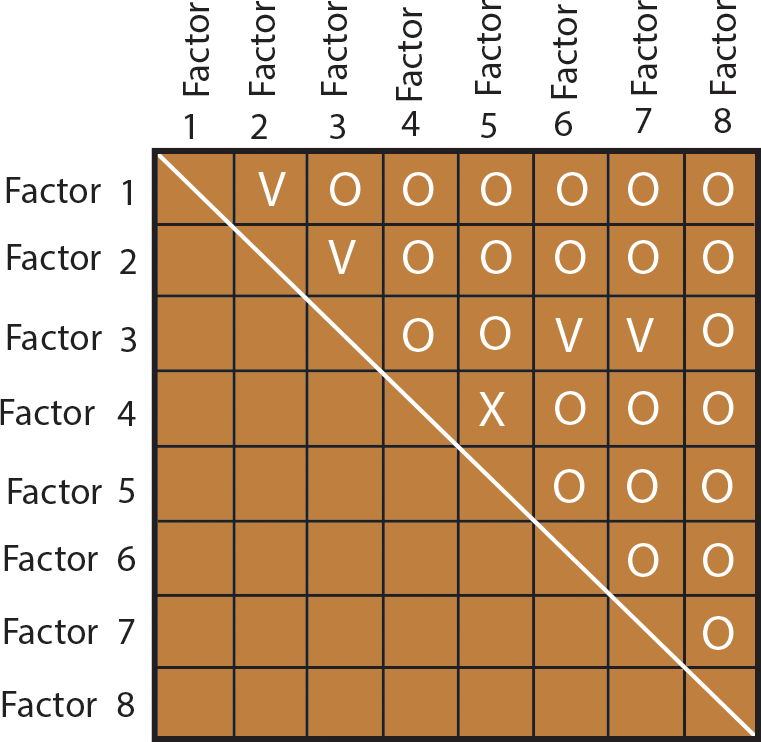 Factor Factor Factor Factor Factor Factor Factor Factor
1 2 3 4 5 6 7 8
Factor 1 V O O O O O O O
Factor 2 V O O O O O
Factor 3 O O V V O
Factor 4 X O O O
Factor 5 O O O
Factor 6 O O
Factor 7 O
Factor 8